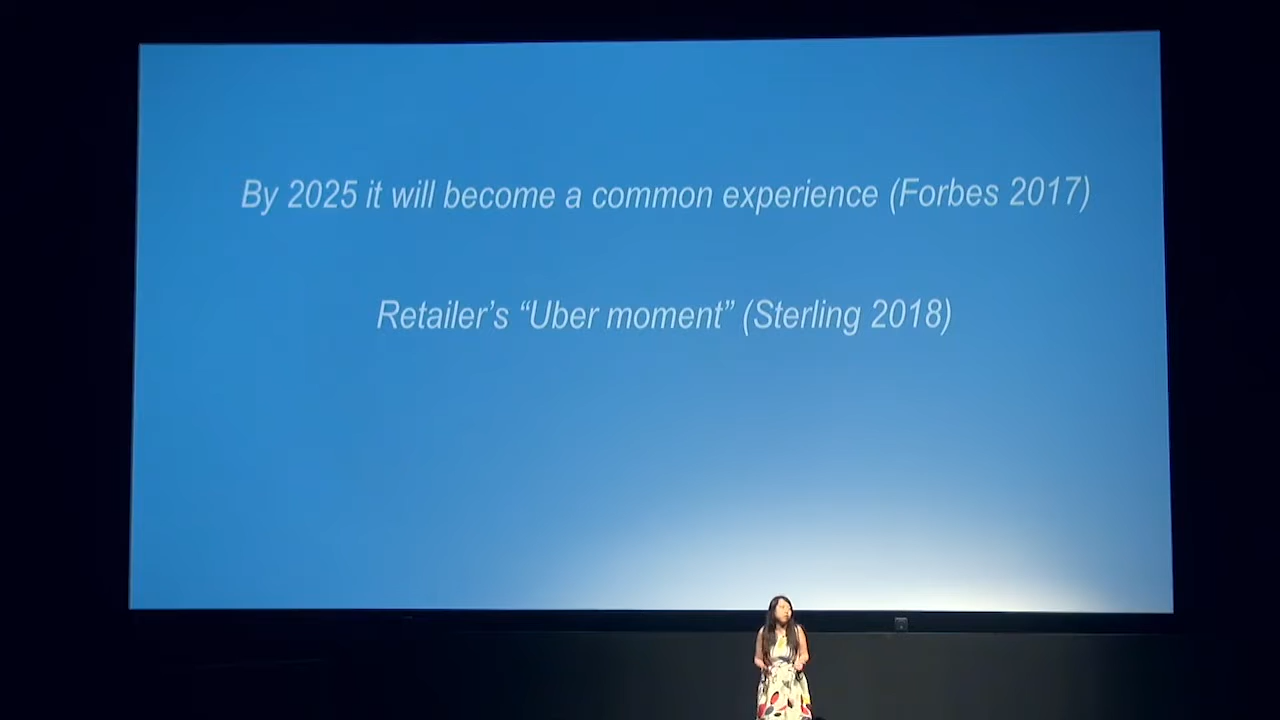 By 2025 it will become a common experience (Forbes 2017)
Retailer’s “Uber moment” (Sterling 2018)